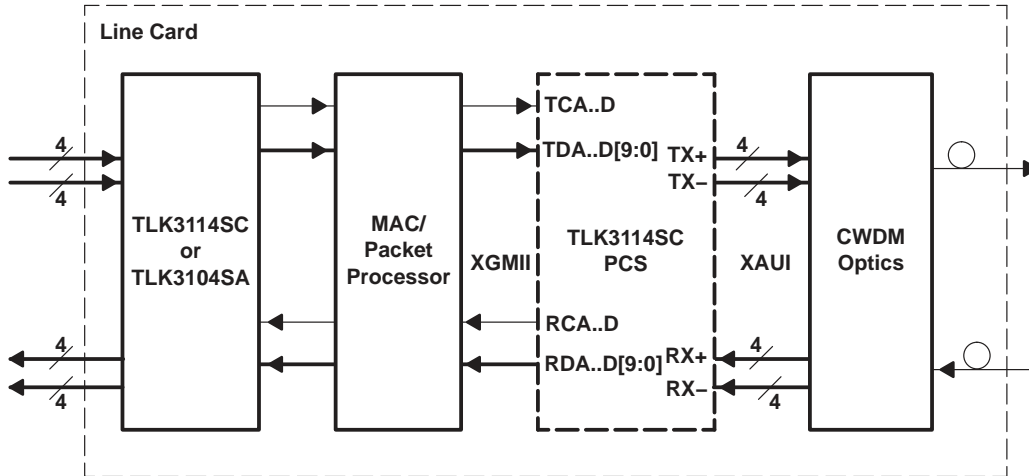 Line Card
4
4
TLK3114SC
or
TLK3104SA
4
4
MAC/
Packet
Processor
XGMII
TCA..D
TDA..D[9:0]
TX+
TX−
TLK3114SC
PCS
RCA..D
RDA..D[9:0]
RX+
RX−
4
4
XAUI
4
4
CWDM
Optics